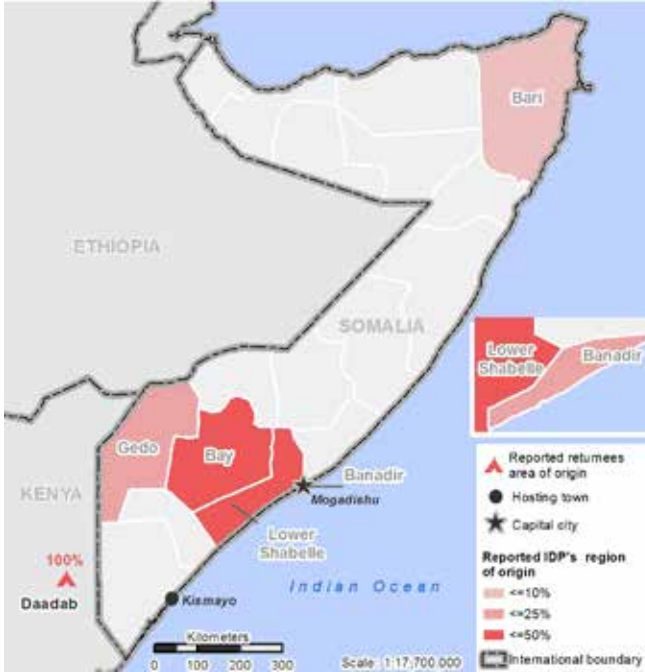 Bari
ETHIOPIA
SOMALIA
Lower
Shabelle
Banadir
Gedo
Bay
Banadir
Mogadishu
KENYA
Lower
Shabelle
100%
Daadab
Kismayo
Indian Ocean
Kilometers
0 50 100 200 300
Scale: 1:17,700,000
Reported returnees
area of origin
Hosting town
Capital city
Reported IDP's region
of origin
<=10%
<=25%
<=50%
International boundary